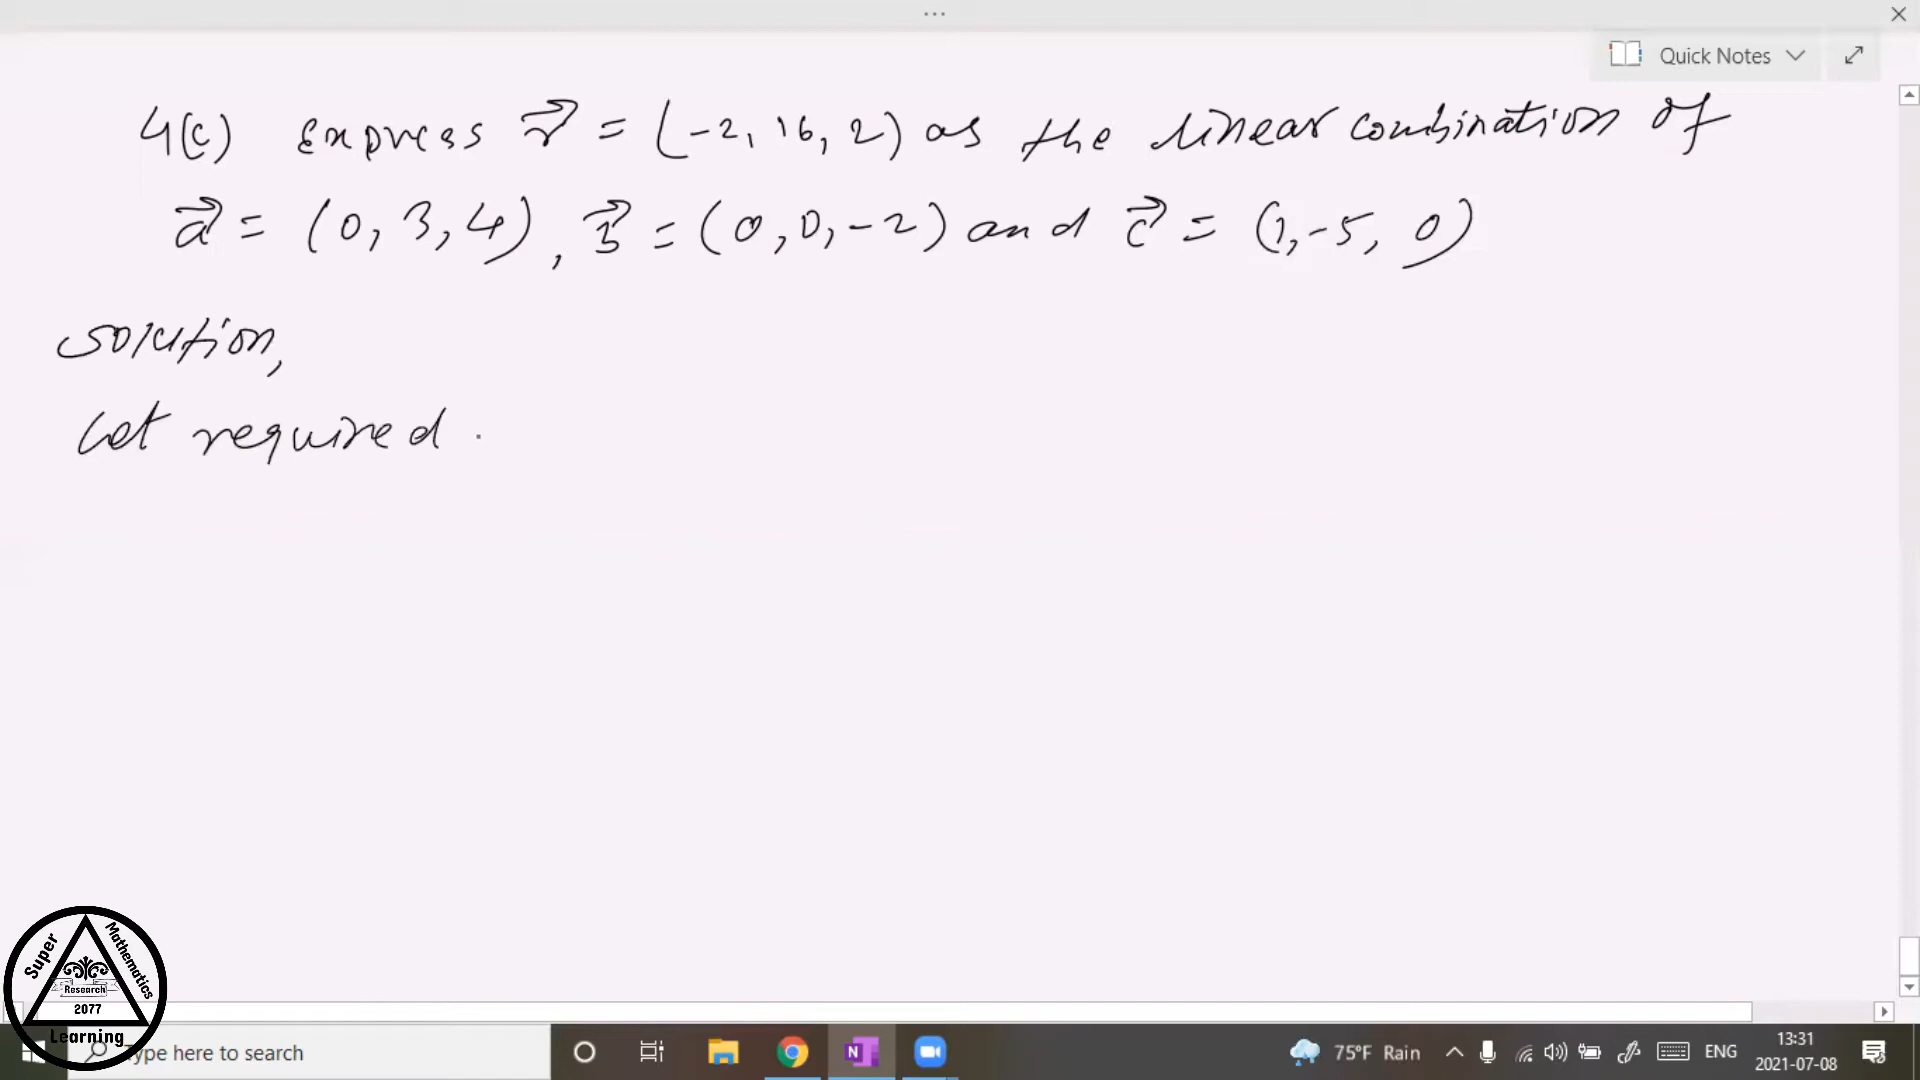 ...
Quick Notes
4(c) Express r⃗ = (-2, 16, 2) as the linear combination of
a⃗ = (0, 3, 4), b⃗ = (0, 0, -2) and c⃗ = (1, -5, 0)
Solution,
Let required
Super Mathematics
Research
2077
Learning
Type here to search
75°F Rain
ENG
13:31
2021-07-08